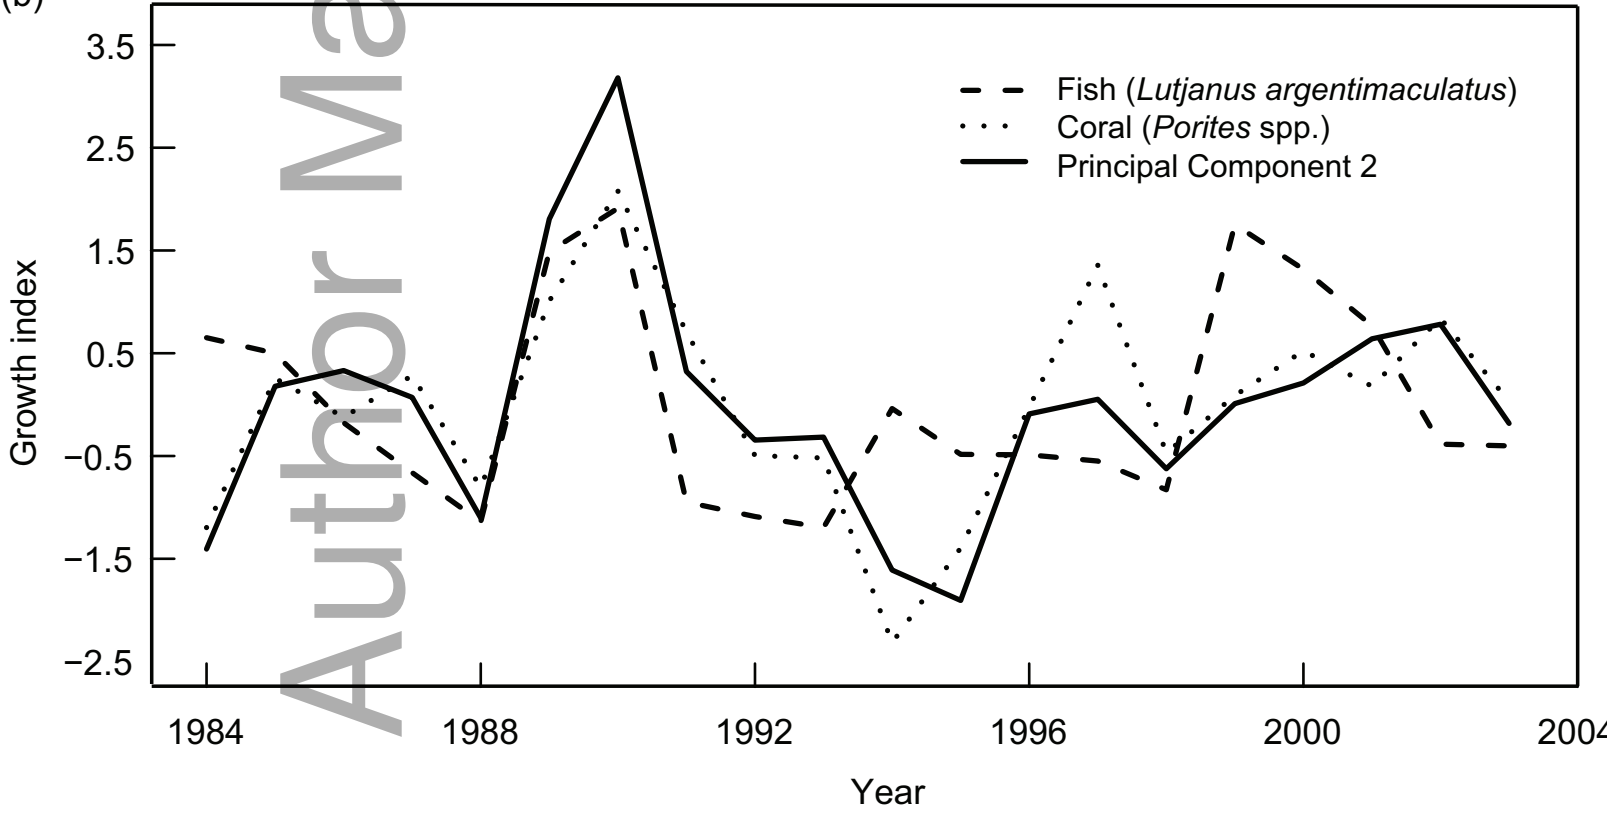 (b)
3.5
2.5
1.5
0.5
−0.5
−1.5
−2.5
Growth index
Fish (Lutjanus argentimaculatus)
Coral (Porites spp.)
Principal Component 2
Author Ma
1984 1988 1992 1996 2000 2004
Year